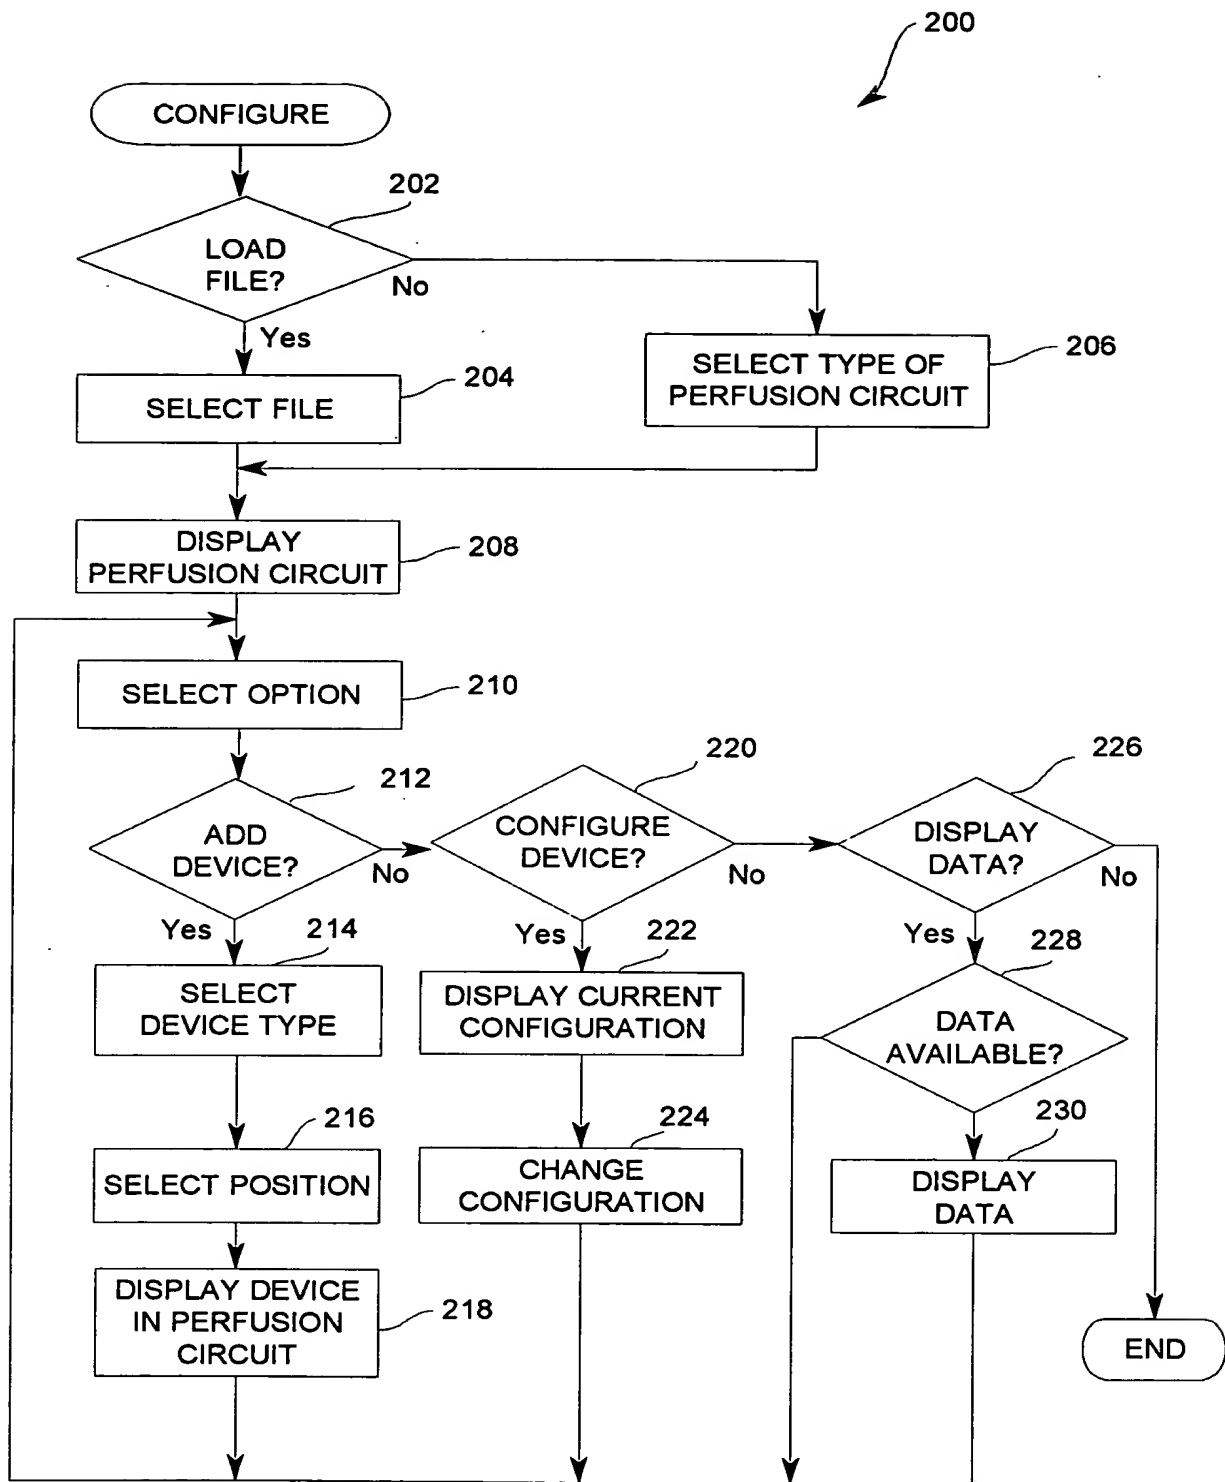 200
CONFIGURE
202
LOAD
FILE?
No
Yes
204
SELECT FILE
206
SELECT TYPE OF
PERFUSION CIRCUIT
208
DISPLAY
PERFUSION CIRCUIT
210
SELECT OPTION
212
ADD
DEVICE?
No
Yes
220
CONFIGURE
DEVICE?
No
Yes
226
DISPLAY
DATA?
No
Yes
214
SELECT
DEVICE TYPE
222
DISPLAY CURRENT
CONFIGURATION
228
DATA
AVAILABLE?
216
SELECT POSITION
224
CHANGE
CONFIGURATION
230
DISPLAY
DATA
218
DISPLAY DEVICE
IN PERFUSION
CIRCUIT
END